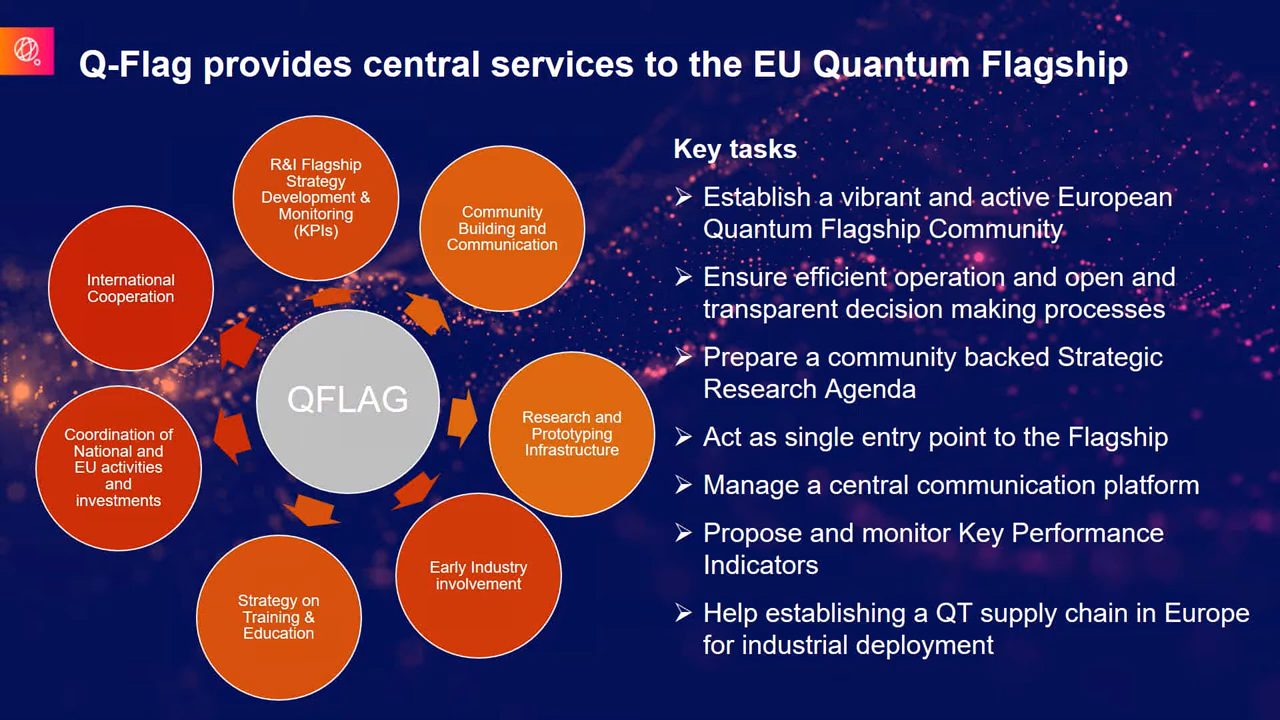 Q-Flag provides central services to the EU Quantum Flagship
R&I Flagship
Strategy
Development &
Monitoring
(KPIs)
Community
Building and
Communication
International
Cooperation
QFLAG
Research and
Prototyping
Infrastructure
Coordination of
National and
EU activities
and
investments
Early Industry
involvement
Strategy on
Training &
Education
Key tasks
Establish a vibrant and active European
Quantum Flagship Community
Ensure efficient operation and open and
transparent decision making processes
Prepare a community backed Strategic
Research Agenda
Act as single entry point to the Flagship
Manage a central communication platform
Propose and monitor Key Performance
Indicators
Help establishing a QT supply chain in Europe
for industrial deployment